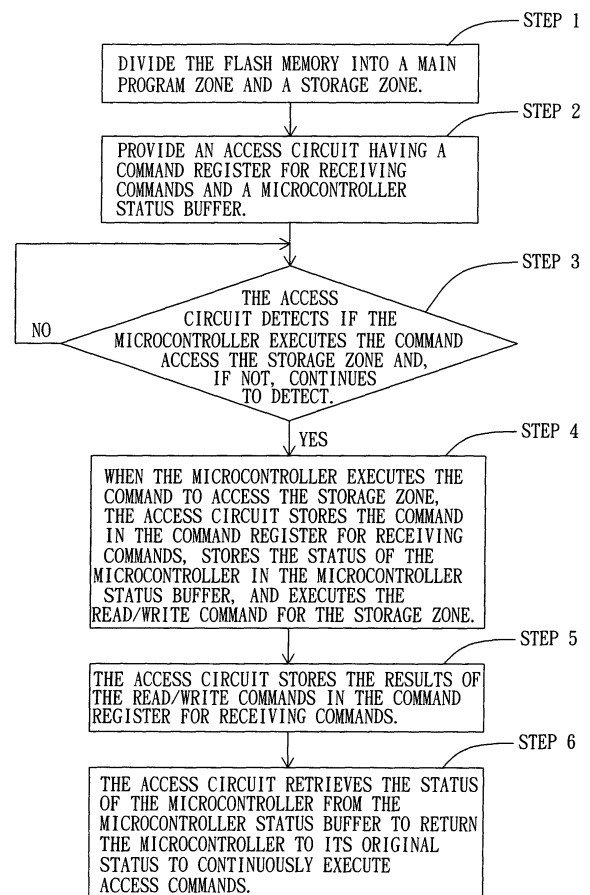 STEP 1
DIVIDE THE FLASH MEMORY INTO A MAIN
PROGRAM ZONE AND A STORAGE ZONE.
STEP 2
PROVIDE AN ACCESS CIRCUIT HAVING A
COMMAND REGISTER FOR RECEIVING
COMMANDS AND A MICROCONTROLLER
STATUS BUFFER.
STEP 3
THE ACCESS
CIRCUIT DETECTS IF THE
MICROCONTROLLER EXECUTES THE COMMAND
ACCESS THE STORAGE ZONE AND,
IF NOT, CONTINUES
TO DETECT.
NO
YES
STEP 4
WHEN THE MICROCONTROLLER EXECUTES THE
COMMAND TO ACCESS THE STORAGE ZONE,
THE ACCESS CIRCUIT STORES THE COMMAND
IN THE COMMAND REGISTER FOR RECEIVING
COMMANDS, STORES THE STATUS OF THE
MICROCONTROLLER IN THE MICROCONTROLLER
STATUS BUFFER, AND EXECUTES THE
READ/WRITE COMMAND FOR THE STORAGE ZONE.
STEP 5
THE ACCESS CIRCUIT STORES THE RESULTS OF
THE READ/WRITE COMMANDS IN THE COMMAND
REGISTER FOR RECEIVING COMMANDS.
STEP 6
THE ACCESS CIRCUIT RETRIEVES THE STATUS
OF THE MICROCONTROLLER FROM THE
MICROCONTROLLER STATUS BUFFER TO RETURN
THE MICROCONTROLLER TO ITS ORIGINAL
STATUS TO CONTINUOUSLY EXECUTE
ACCESS COMMANDS.